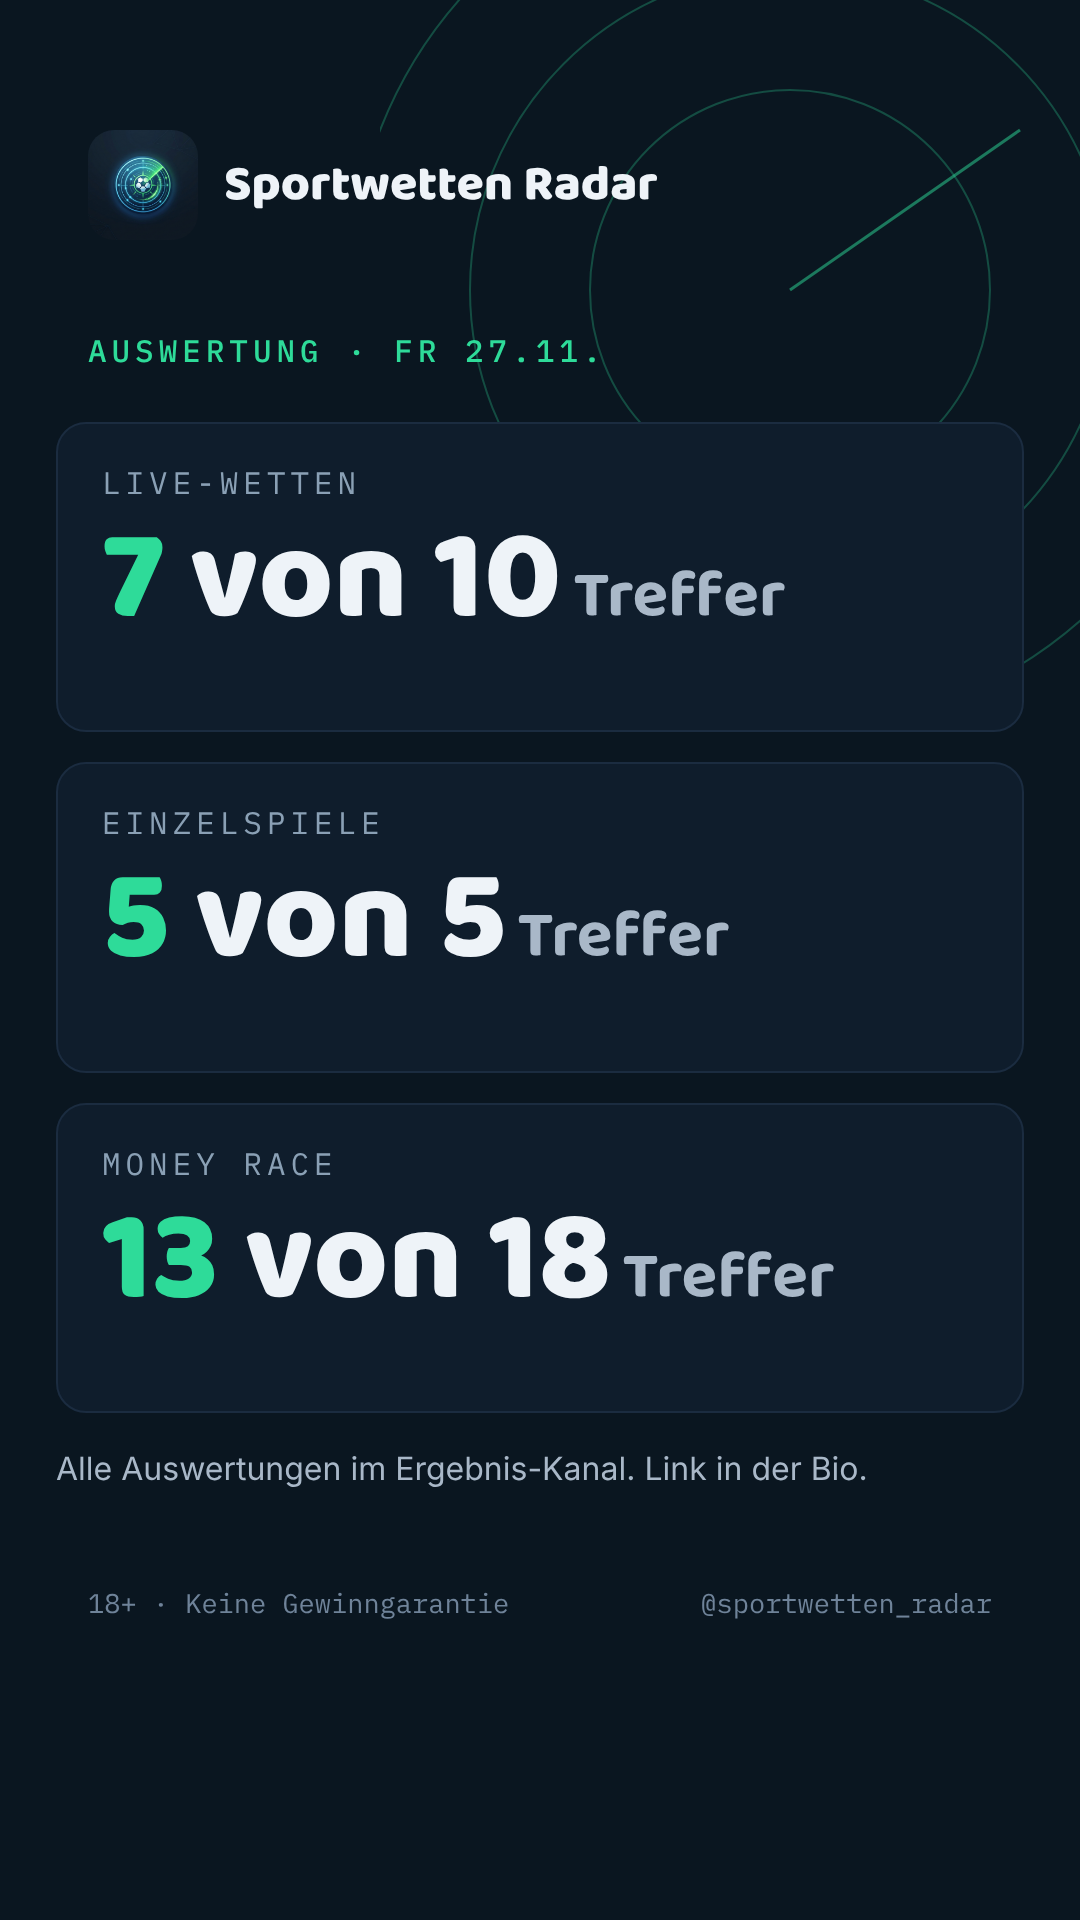 Sportwetten Radar
AUSWERTUNG · FR 27.11.
LIVE-WETTEN
7 von 10 Treffer
EINZELSPIELE
5 von 5 Treffer
MONEY RACE
13 von 18 Treffer
Alle Auswertungen im Ergebnis-Kanal. Link in der Bio.
18+ · Keine Gewinngarantie @sportwetten_radar